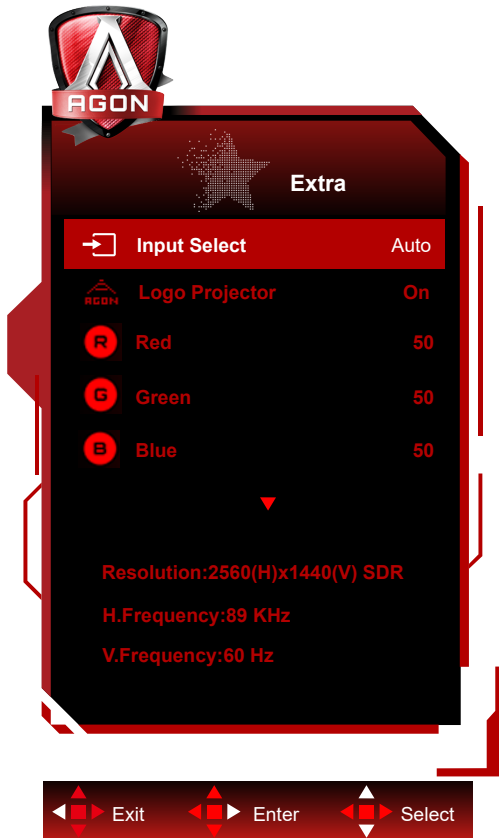 AGON
Extra
Input Select Auto
AGON Logo Projector On
R Red 50
G Green 50
B Blue 50
Resolution:2560(H)x1440(V) SDR
H.Frequency:89 KHz
V.Frequency:60 Hz
Exit Enter Select